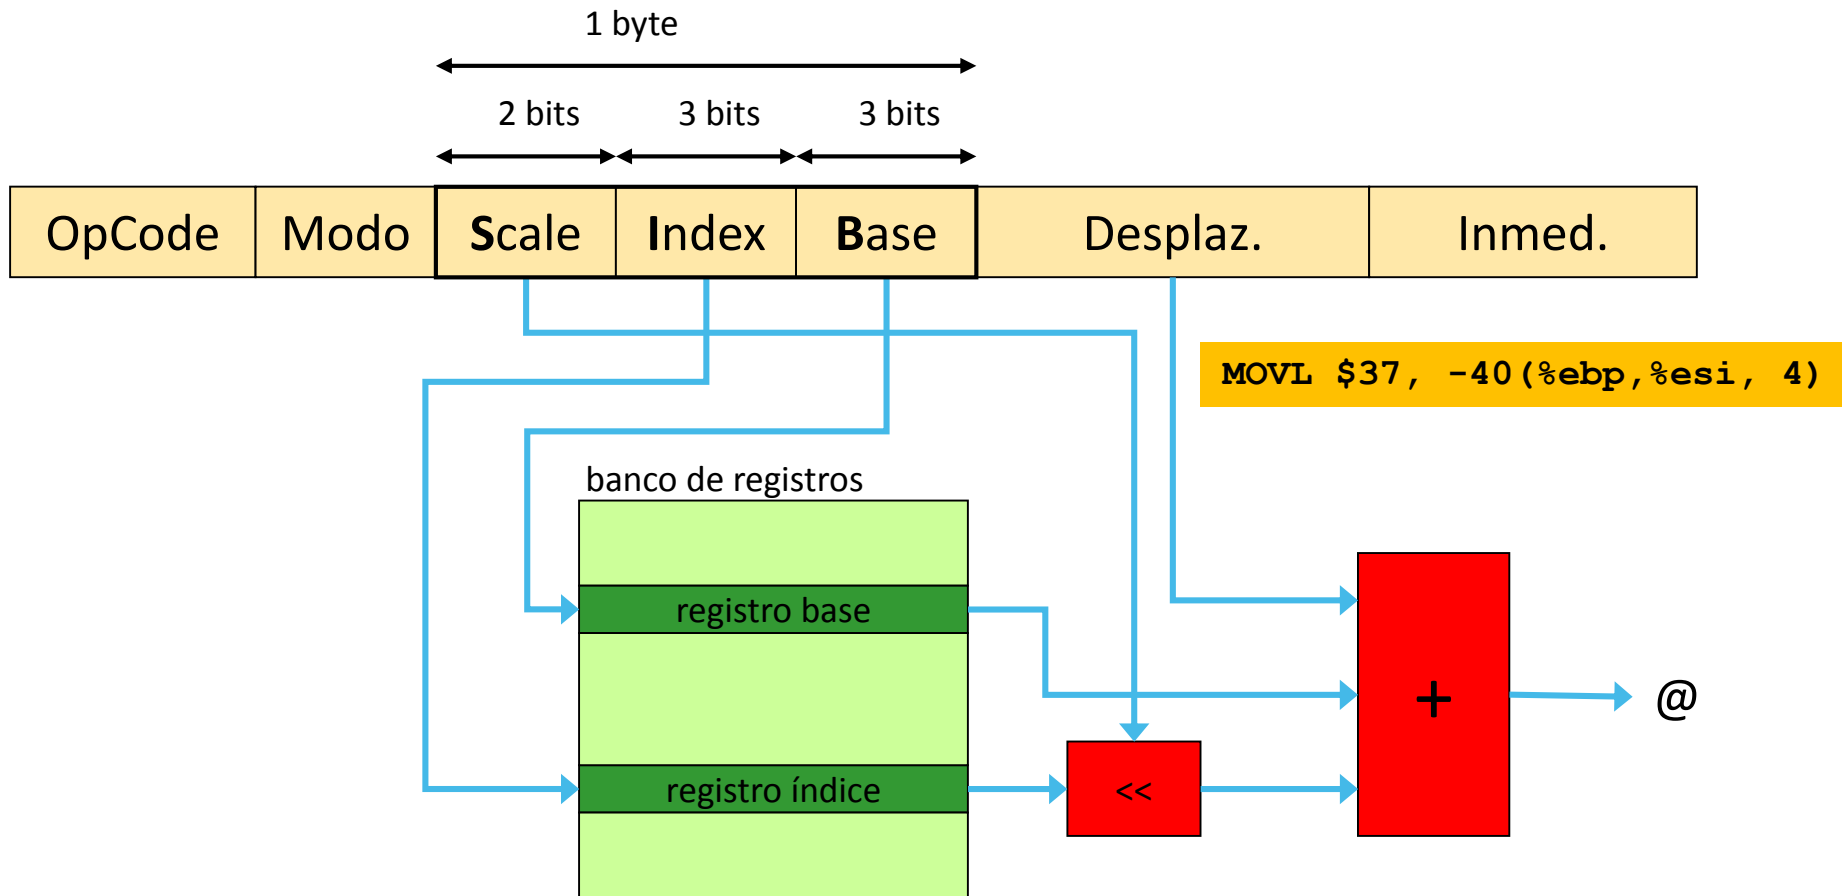 1 byte
2 bits 3 bits 3 bits
OpCode Modo Scale Index Base Desplaz. Inmed.
MOVL $37, -40(%ebp,%esi, 4)
banco de registros
registro base
+
@
registro índice
<<